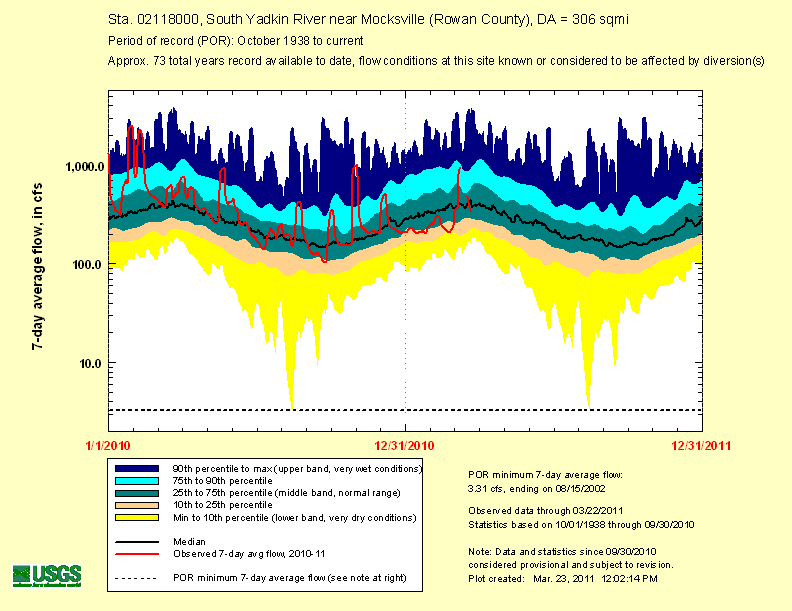 Sta. 02118000, South Yadkin River near Mocksville (Rowan County), DA = 306 sqmi
Period of record (POR): October 1938 to current
Approx. 73 total years record available to date, flow conditions at this site known or considered to be affected by diversion(s)
7-day average flow, in cfs
1,000.0
100.0
10.0
1/1/2010 12/31/2010 12/31/2011
90th percentile to max (upper band, very wet conditions)
75th to 90th percentile
25th to 75th percentile (middle band, normal range)
10th to 25th percentile
Min to 10th percentile (lower band, very dry conditions)
Median
Observed 7-day avg flow, 2010-11
POR minimum 7-day average flow (see note at right)
POR minimum 7-day average flow:
3.31 cfs, ending on 08/15/2002
Observed data through 03/22/2011
Statistics based on 10/01/1938 through 09/30/2010
Note: Data and statistics since 09/30/2010
considered provisional and subject to revision.
Plot created: Mar. 23, 2011 12:02:14 PM
USGS